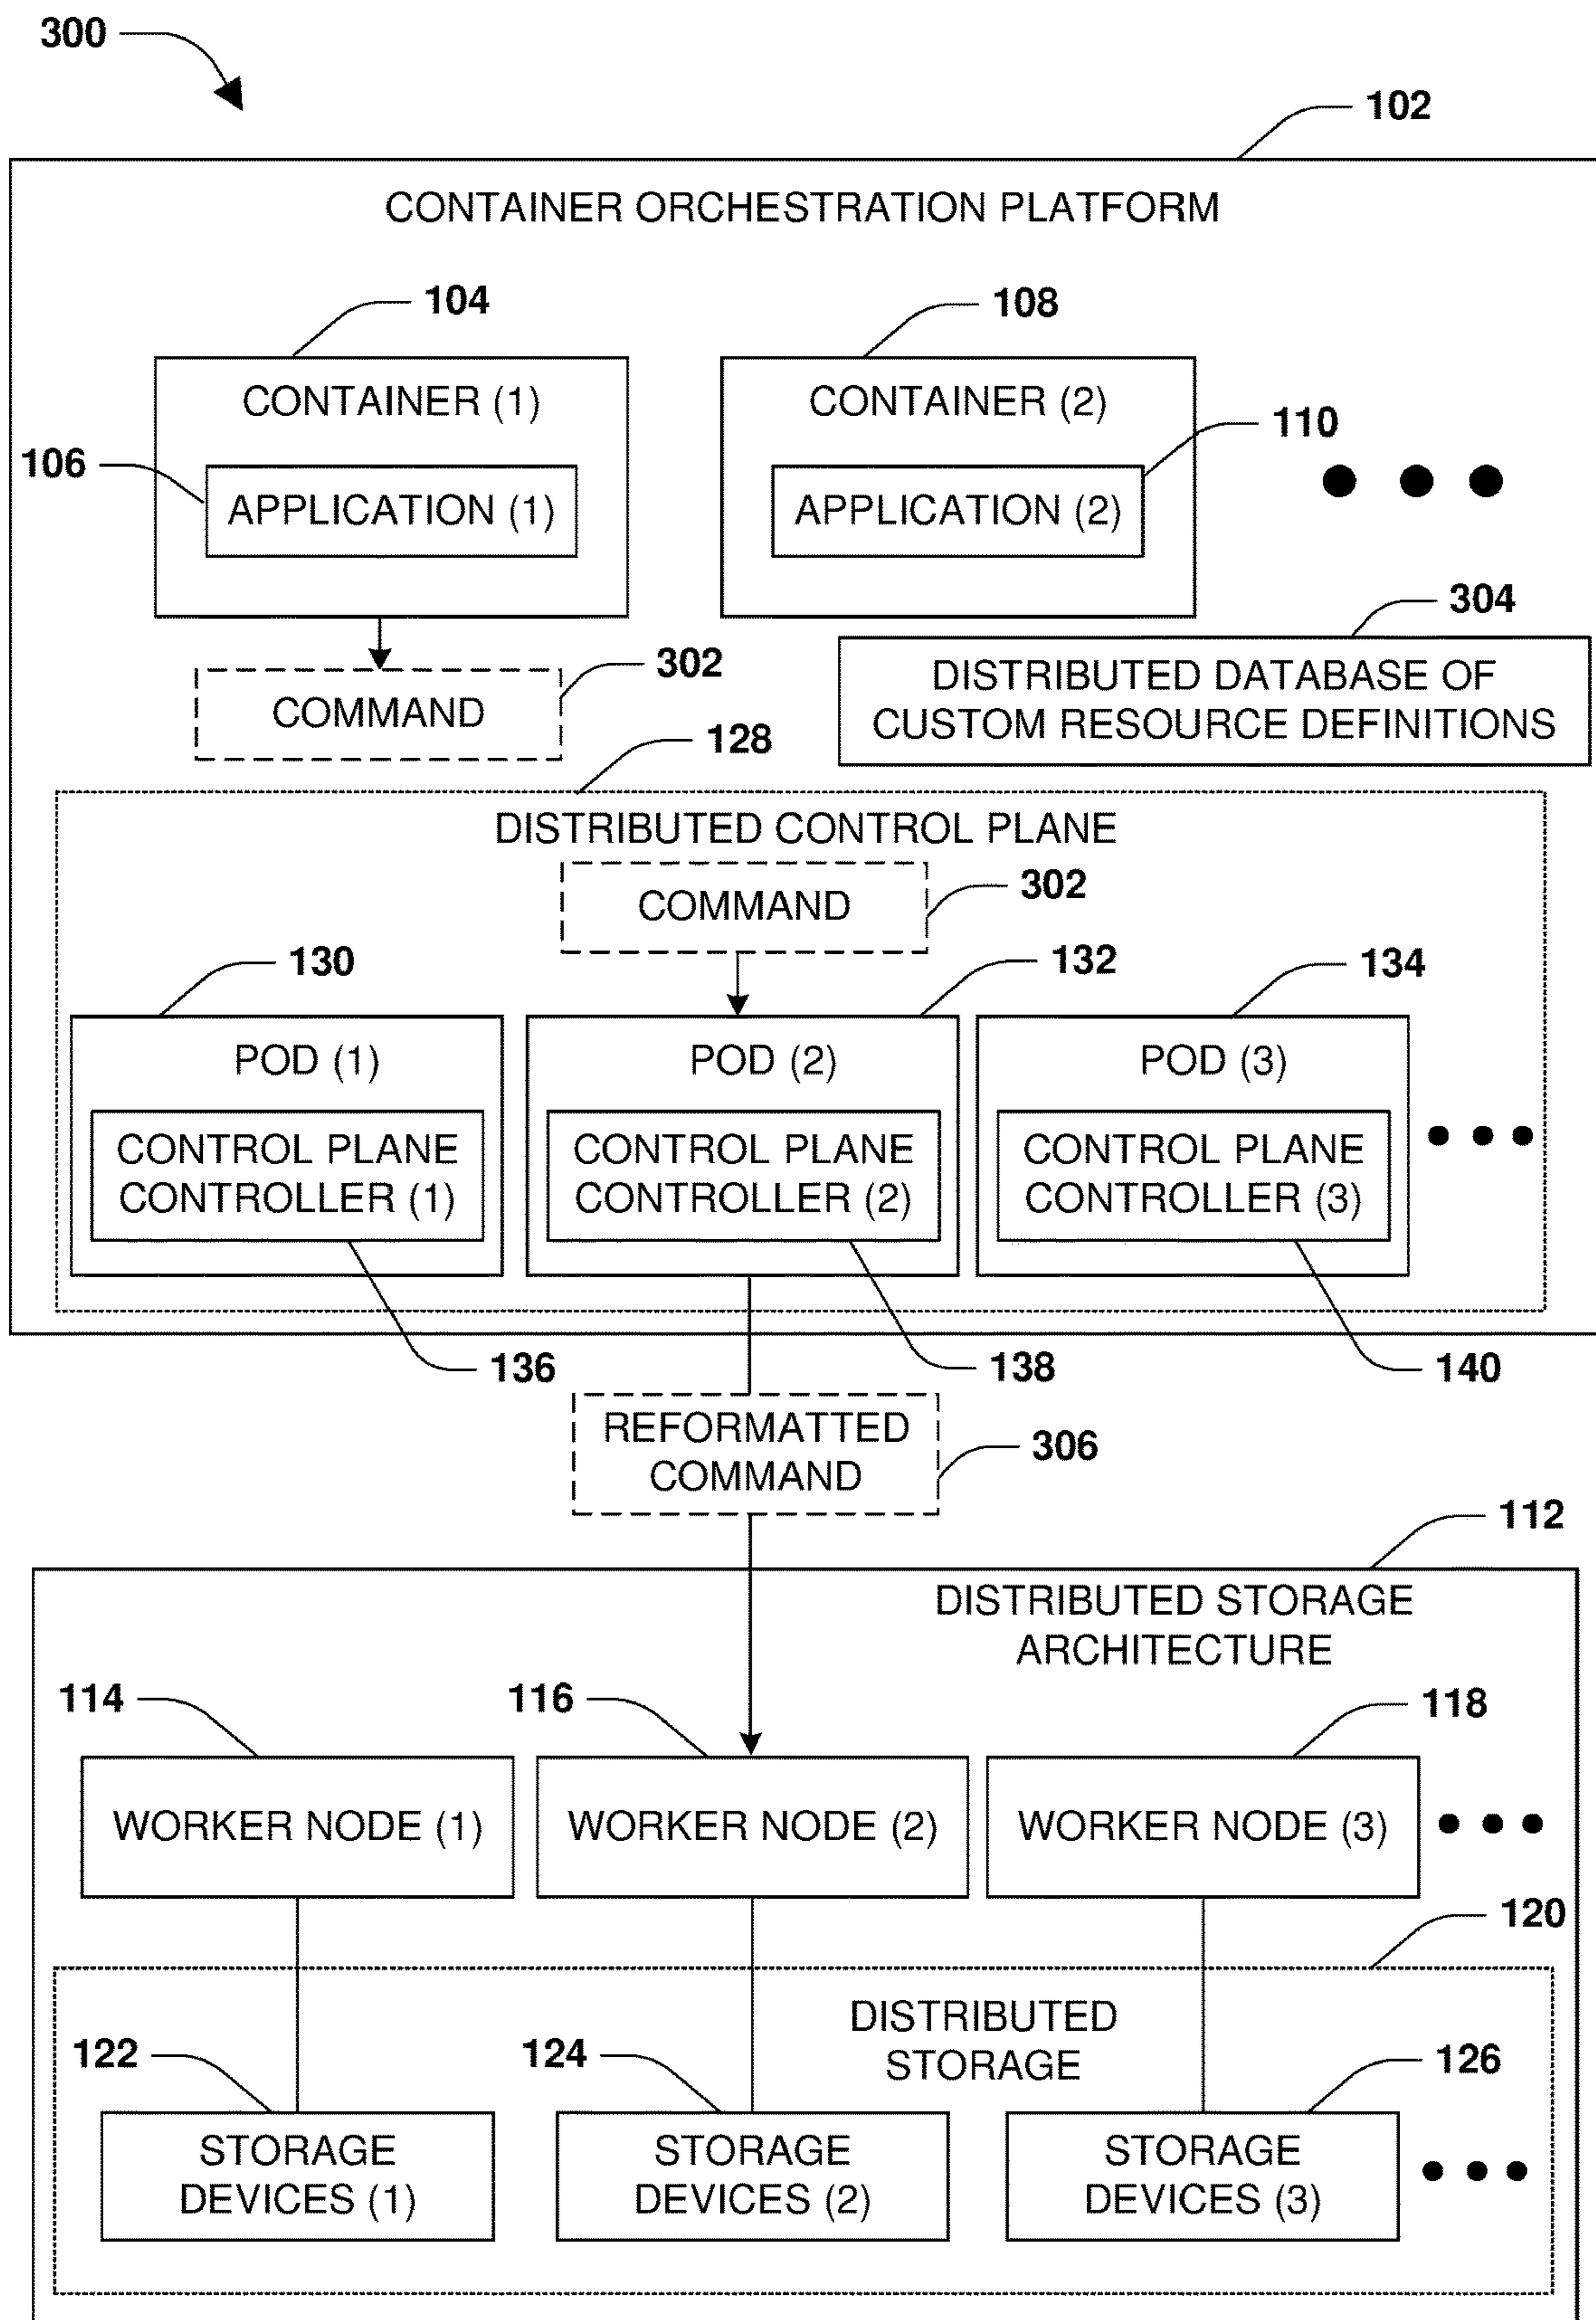 300
102
CONTAINER ORCHESTRATION PLATFORM
104
108
CONTAINER (1)
CONTAINER (2)
110
106
APPLICATION (1)
APPLICATION (2)
304
302
COMMAND
DISTRIBUTED DATABASE OF
CUSTOM RESOURCE DEFINITIONS
128
DISTRIBUTED CONTROL PLANE
302
COMMAND
130
132
134
POD (1)
POD (2)
POD (3)
CONTROL PLANE
CONTROLLER (1)
CONTROL PLANE
CONTROLLER (2)
CONTROL PLANE
CONTROLLER (3)
136
138
140
REFORMATTED
COMMAND
306
112
DISTRIBUTED STORAGE
ARCHITECTURE
114
116
118
WORKER NODE (1)
WORKER NODE (2)
WORKER NODE (3)
120
DISTRIBUTED
STORAGE
122
124
126
STORAGE
DEVICES (1)
STORAGE
DEVICES (2)
STORAGE
DEVICES (3)